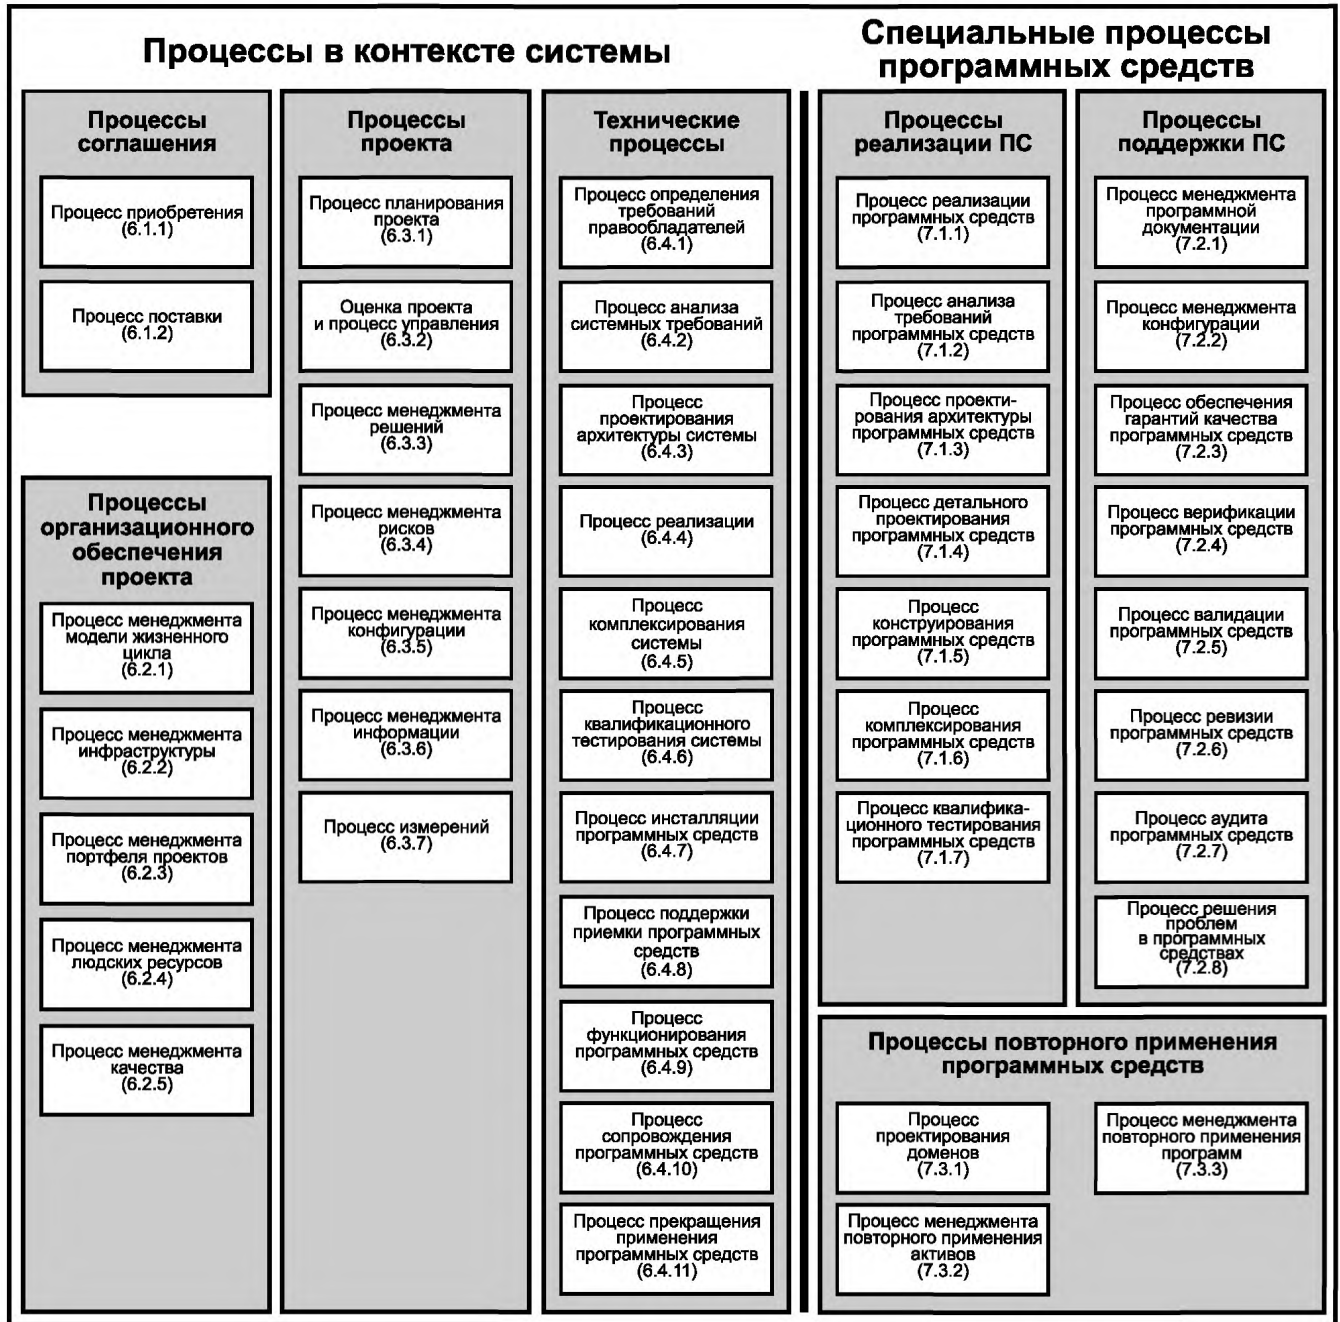 Процессы в контексте системы
Специальные процессы
программных средств
Процессы
соглашения
Процесс приобретения
(6.1.1)
Процесс поставки
(6.1.2)
Процессы
организационного
обеспечения
проекта
Процесс менеджмента
модели жизненного
цикла
(6.2.1)
Процесс менеджмента
инфраструктуры
(6.2.2)
Процесс менеджмента
портфеля проектов
(6.2.3)
Процесс менеджмента
людских ресурсов
(6.2.4)
Процесс менеджмента
качества
(6.2.5)
Процессы
проекта
Процесс планирования
проекта
(6.3.1)
Оценка проекта
и процесс управления
(6.3.2)
Процесс менеджмента
решений
(6.3.3)
Процесс менеджмента
рисков
(6.3.4)
Процесс менеджмента
конфигурации
(6.3.5)
Процесс менеджмента
информации
(6.3.6)
Процесс измерений
(6.3.7)
Технические
процессы
Процесс определения
требований
правообладателей
(6.4.1)
Процесс анализа
системных требований
(6.4.2)
Процесс
проектирования
архитектуры системы
(6.4.3)
Процесс реализации
(6.4.4)
Процесс
комплексирования
системы
(6.4.5)
Процесс
квалификационного
тестирования системы
(6.4.6)
Процесс инсталляции
программных средств
(6.4.7)
Процесс поддержки
приемки программных
средств
(6.4.8)
Процесс
функционирования
программных средств
(6.4.9)
Процесс
сопровождения
программных средств
(6.4.10)
Процесс прекращения
применения
программных средств
(6.4.11)
Процессы
реализации ПС
Процесс реализации
программных средств
(7.1.1)
Процесс анализа
требований
программных средств
(7.1.2)
Процесс проекти-
рования архитектуры
программных средств
(7.1.3)
Процесс детального
проектирования
программных средств
(7.1.4)
Процесс
конструирования
программных средств
(7.1.5)
Процесс
комплексирования
программных средств
(7.1.6)
Процесс квалифика-
ционного тестирования
программных средств
(7.1.7)
Процессы
поддержки ПС
Процесс менеджмента
программной
документации
(7.2.1)
Процесс менеджмента
конфигурации
(7.2.2)
Процесс обеспечения
гарантий качества
программных средств
(7.2.3)
Процесс верификации
программных средств
(7.2.4)
Процесс валидации
программных средств
(7.2.5)
Процесс ревизии
программных средств
(7.2.6)
Процесс аудита
программных средств
(7.2.7)
Процесс решения
проблем
в программных
средствах
(7.2.8)
Процессы повторного применения
программных средств
Процесс
проектирования
доменов
(7.3.1)
Процесс менеджмента
повторного применения
активов
(7.3.2)
Процесс менеджмента
повторного применения
программ
(7.3.3)